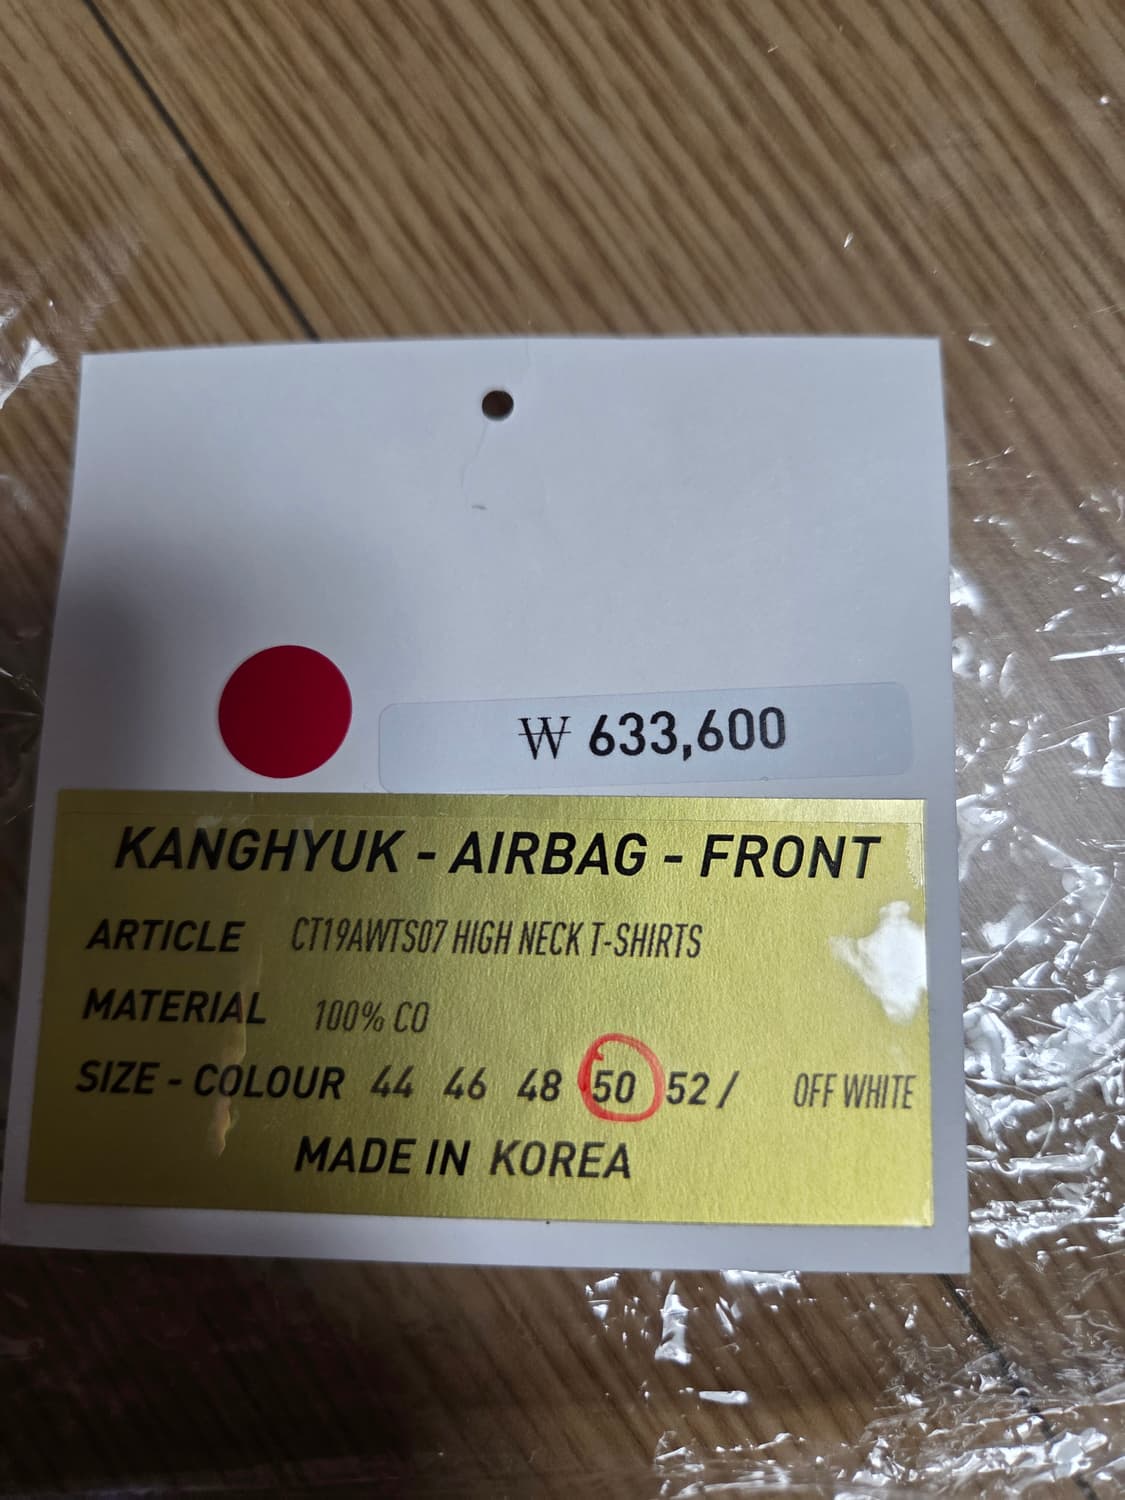 ₩ 633,600
KANGHYUK - AIRBAG - FRONT
ARTICLE CT19AWTS07 HIGH NECK T-SHIRTS
MATERIAL 100% CO
SIZE - COLOUR 44 46 48 50 52 / OFF WHITE
MADE IN KOREA